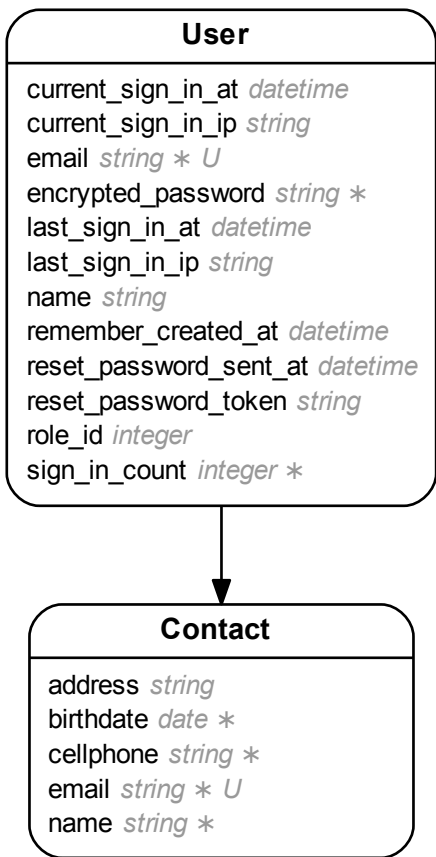 User
current_sign_in_at datetime
current_sign_in_ip string
email string ∗ U
encrypted_password string ∗
last_sign_in_at datetime
last_sign_in_ip string
name string
remember_created_at datetime
reset_password_sent_at datetime
reset_password_token string
role_id integer
sign_in_count integer ∗
Contact
address string
birthdate date ∗
cellphone string ∗
email string ∗ U
name string ∗